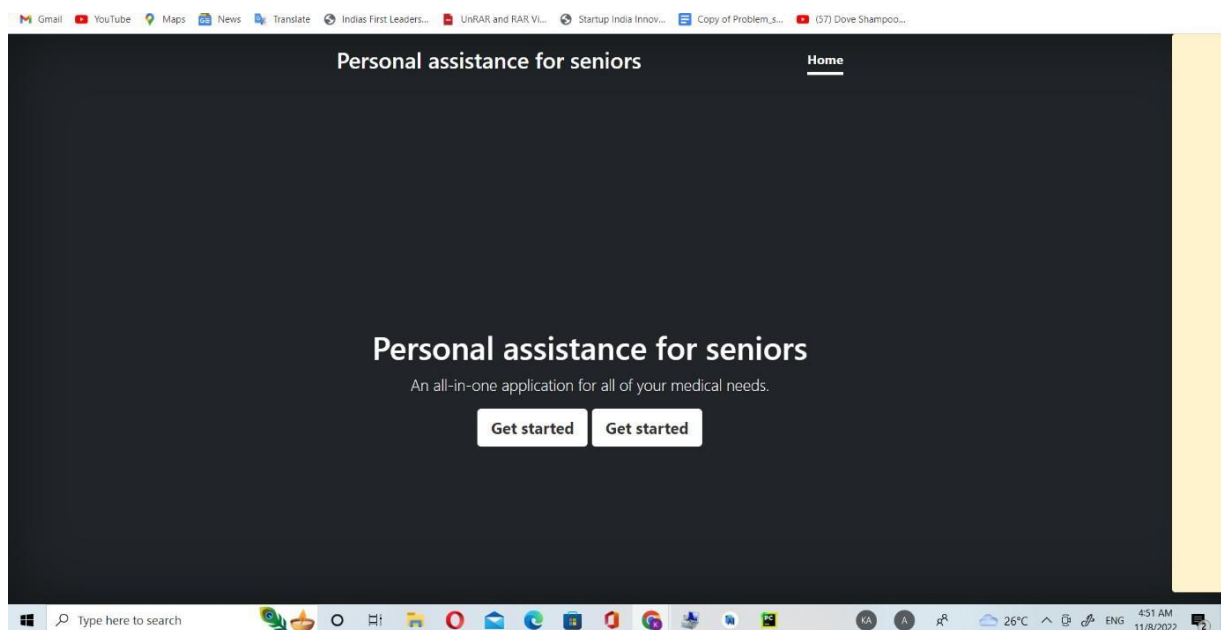 Gmail YouTube Maps News Translate Indias First Leaders... UnRAR and RAR Vi... Startup India Innov... Copy of Problem_s... (57) Dove Shampoo...
Personal assistance for seniors Home
Personal assistance for seniors
An all-in-one application for all of your medical needs.
Get started Get started
Type here to search KA A 26°C ENG 4:51 AM
11/8/2022 2